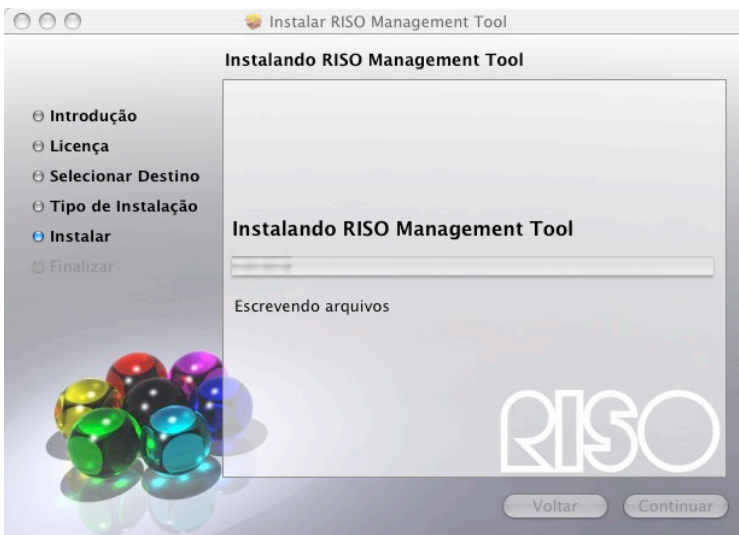 Instalar RISO Management Tool
Instalando RISO Management Tool
Introdução
Licença
Selecionar Destino
Tipo de Instalação
Instalar
Finalizar
Instalando RISO Management Tool
Escrevendo arquivos
RISO
Voltar
Continuar